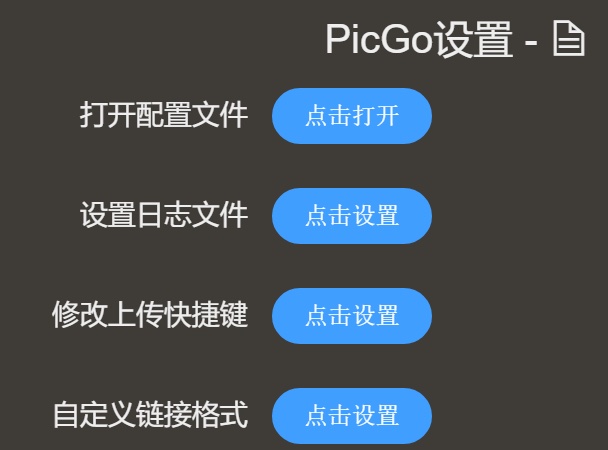 PicGo设置 -
打开配置文件 点击打开
设置日志文件 点击设置
修改上传快捷键 点击设置
自定义链接格式 点击设置